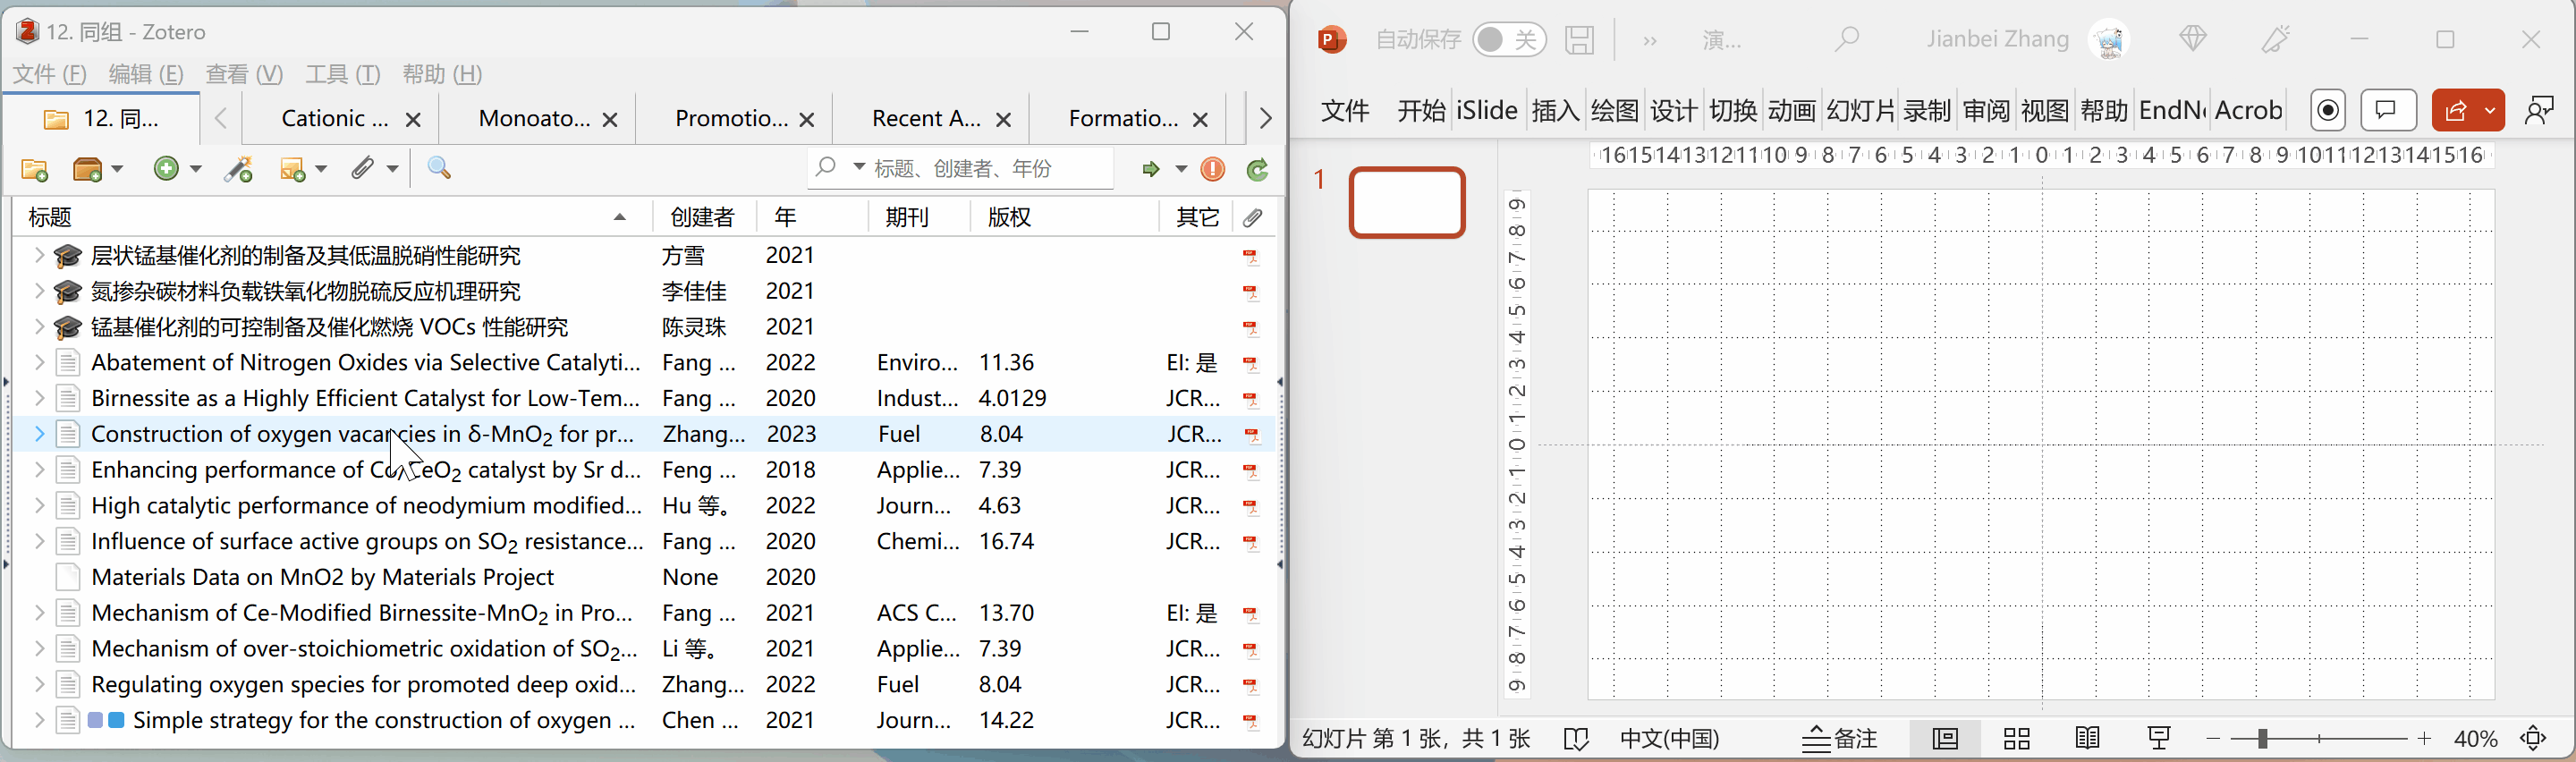 12. 同组 - Zotero
文件 (F) 编辑 (E) 查看 (V) 工具 (T) 帮助 (H)
12. 同... Cationic ... Monoato... Promotio... Recent A... Formatio...
标题、创建者、年份
标题 创建者 年 期刊 版权 其它
层状锰基催化剂的制备及其低温脱硝性能研究 方雪 2021
氮掺杂碳材料负载铁氧化物脱硫反应机理研究 李佳佳 2021
锰基催化剂的可控制备及催化燃烧 VOCs 性能研究 陈灵珠 2021
Abatement of Nitrogen Oxides via Selective Catalyti... Fang ... 2022 Enviro... 11.36 EI: 是
Birnessite as a Highly Efficient Catalyst for Low-Tem... Fang ... 2020 Indust... 4.0129 JCR...
Construction of oxygen vacancies in δ-MnO₂ for pr... Zhang... 2023 Fuel 8.04 JCR...
Enhancing performance of Co/CeO₂ catalyst by Sr d... Feng ... 2018 Applie... 7.39 JCR...
High catalytic performance of neodymium modified... Hu 等。 2022 Journ... 4.63 JCR...
Influence of surface active groups on SO₂ resistance... Fang ... 2020 Chemi... 16.74 JCR...
Materials Data on MnO2 by Materials Project None 2020
Mechanism of Ce-Modified Birnessite-MnO₂ in Pro... Fang ... 2021 ACS C... 13.70 EI: 是
Mechanism of over-stoichiometric oxidation of SO₂... Li 等。 2021 Applie... 7.39 JCR...
Regulating oxygen species for promoted deep oxid... Zhang... 2022 Fuel 8.04 JCR...
Simple strategy for the construction of oxygen ... Chen ... 2021 Journ... 14.22 JCR...
自动保存 关 演... Jianbei Zhang
文件 开始 iSlide 插入 绘图 设计 切换 动画 幻灯片 录制 审阅 视图 帮助 EndN Acrob
16 15 14 13 12 11 10 9 8 7 6 5 4 3 2 1 0 1 2 3 4 5 6 7 8 9 10 11 12 13 14 15 16
1
9 8 7 6 5 4 3 2 1 0 1 2 3 4 5 6 7 8 9
幻灯片 第 1 张，共 1 张 中文(中国) 备注 40%